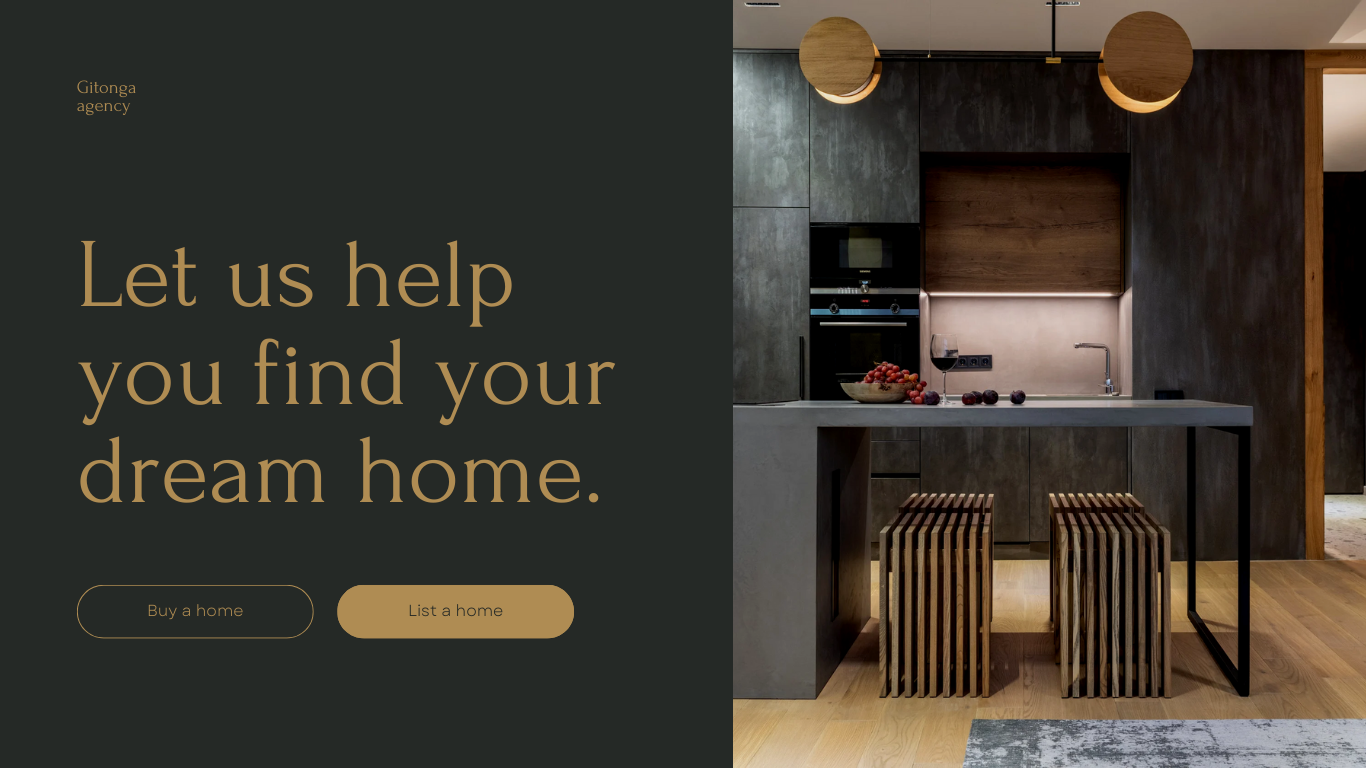 Gitonga
agency
Let us help
you find your
dream home.
Buy a home
List a home